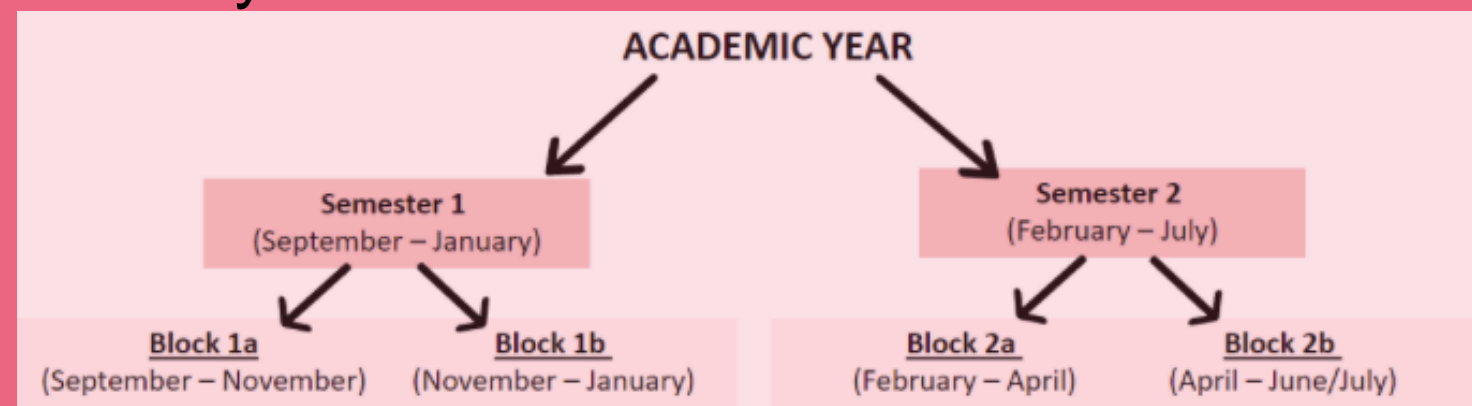 ACADEMIC YEAR
Semester 1
(September – January)
Semester 2
(February – July)
Block 1a
(September – November)
Block 1b
(November – January)
Block 2a
(February – April)
Block 2b
(April – June/July)